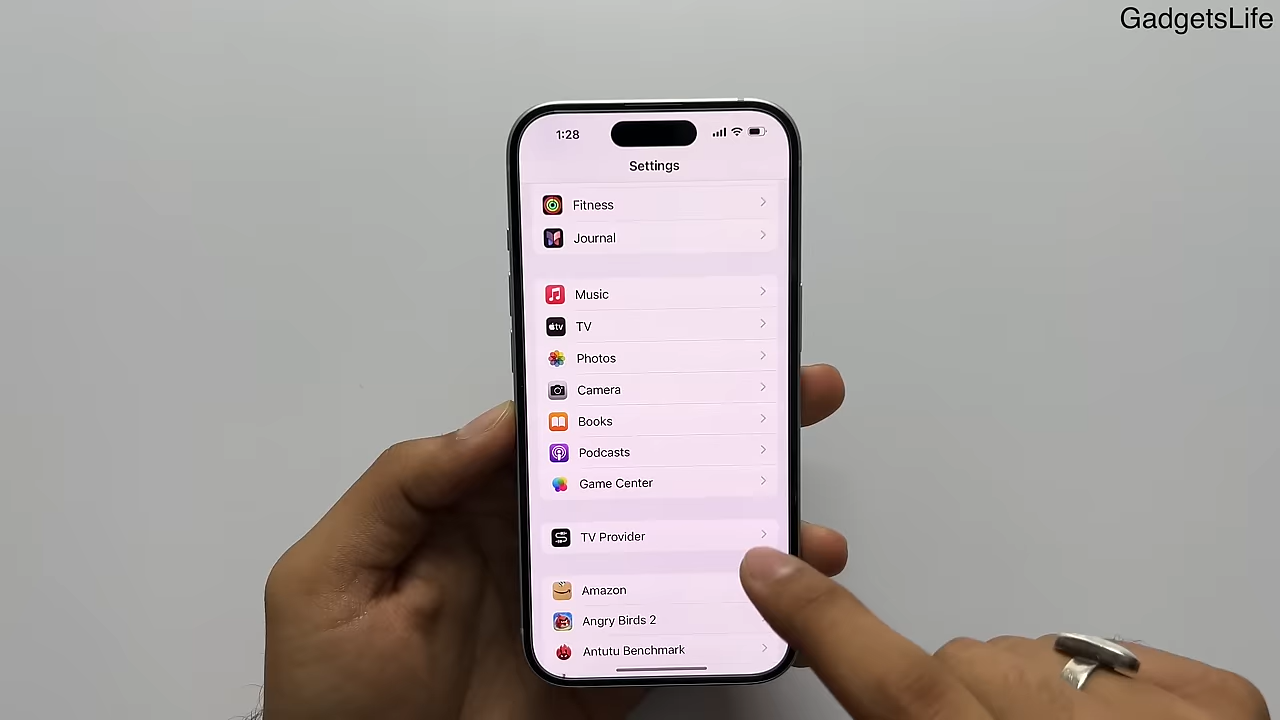 GadgetsLife
1:28
Settings
Fitness
Journal
Music
tv TV
Photos
Camera
Books
Podcasts
Game Center
TV Provider
Amazon
Angry Birds 2
Antutu Benchmark